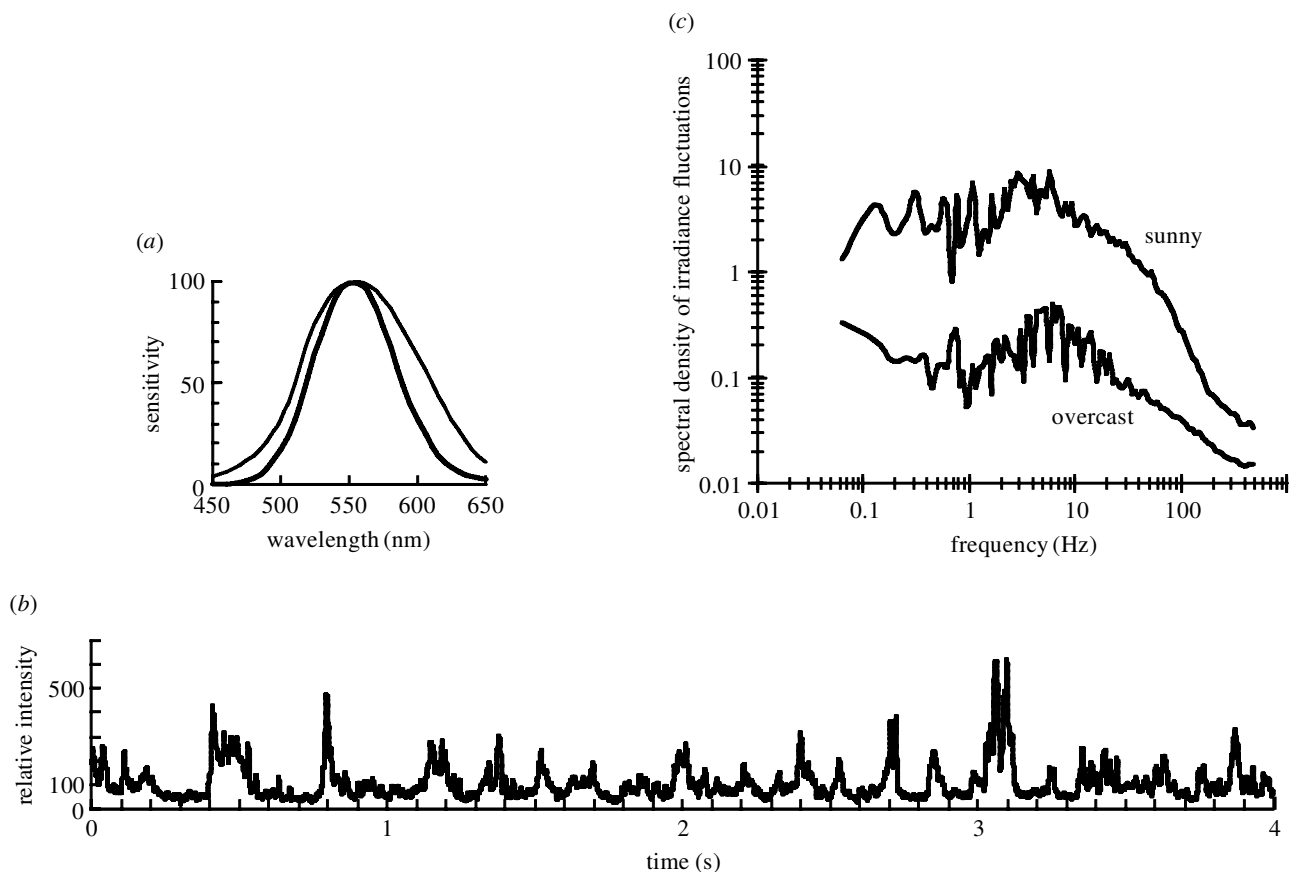 (a)
sensitivity
100
50
0
450 500 550 600 650
wavelength (nm)
(c)
spectral density of irradiance fluctuations
100
10
1
0.1
0.01
sunny
overcast
0.01 0.1 1 10 100
frequency (Hz)
(b)
relative intensity
500
100
0
0 1 2 3 4
time (s)